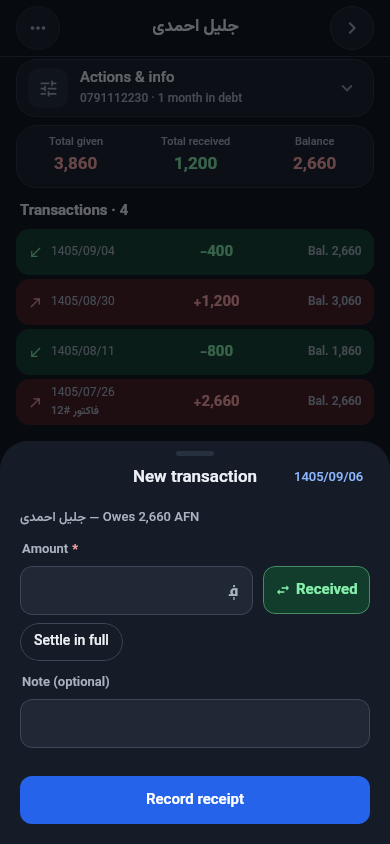 جلیل احمدی
Actions & info
0791112230 · 1 month in debt
Total given Total received Balance
3,860 1,200 2,660
Transactions · 4
1405/09/04 −400 Bal. 2,660
1405/08/30 +1,200 Bal. 3,060
1405/08/11 −800 Bal. 1,860
1405/07/26 +2,660 Bal. 2,660
فاکتور #12
New transaction 1405/09/06
جلیل احمدی — Owes 2,660 AFN
Amount *
؋ Received
Settle in full
Note (optional)
Record receipt